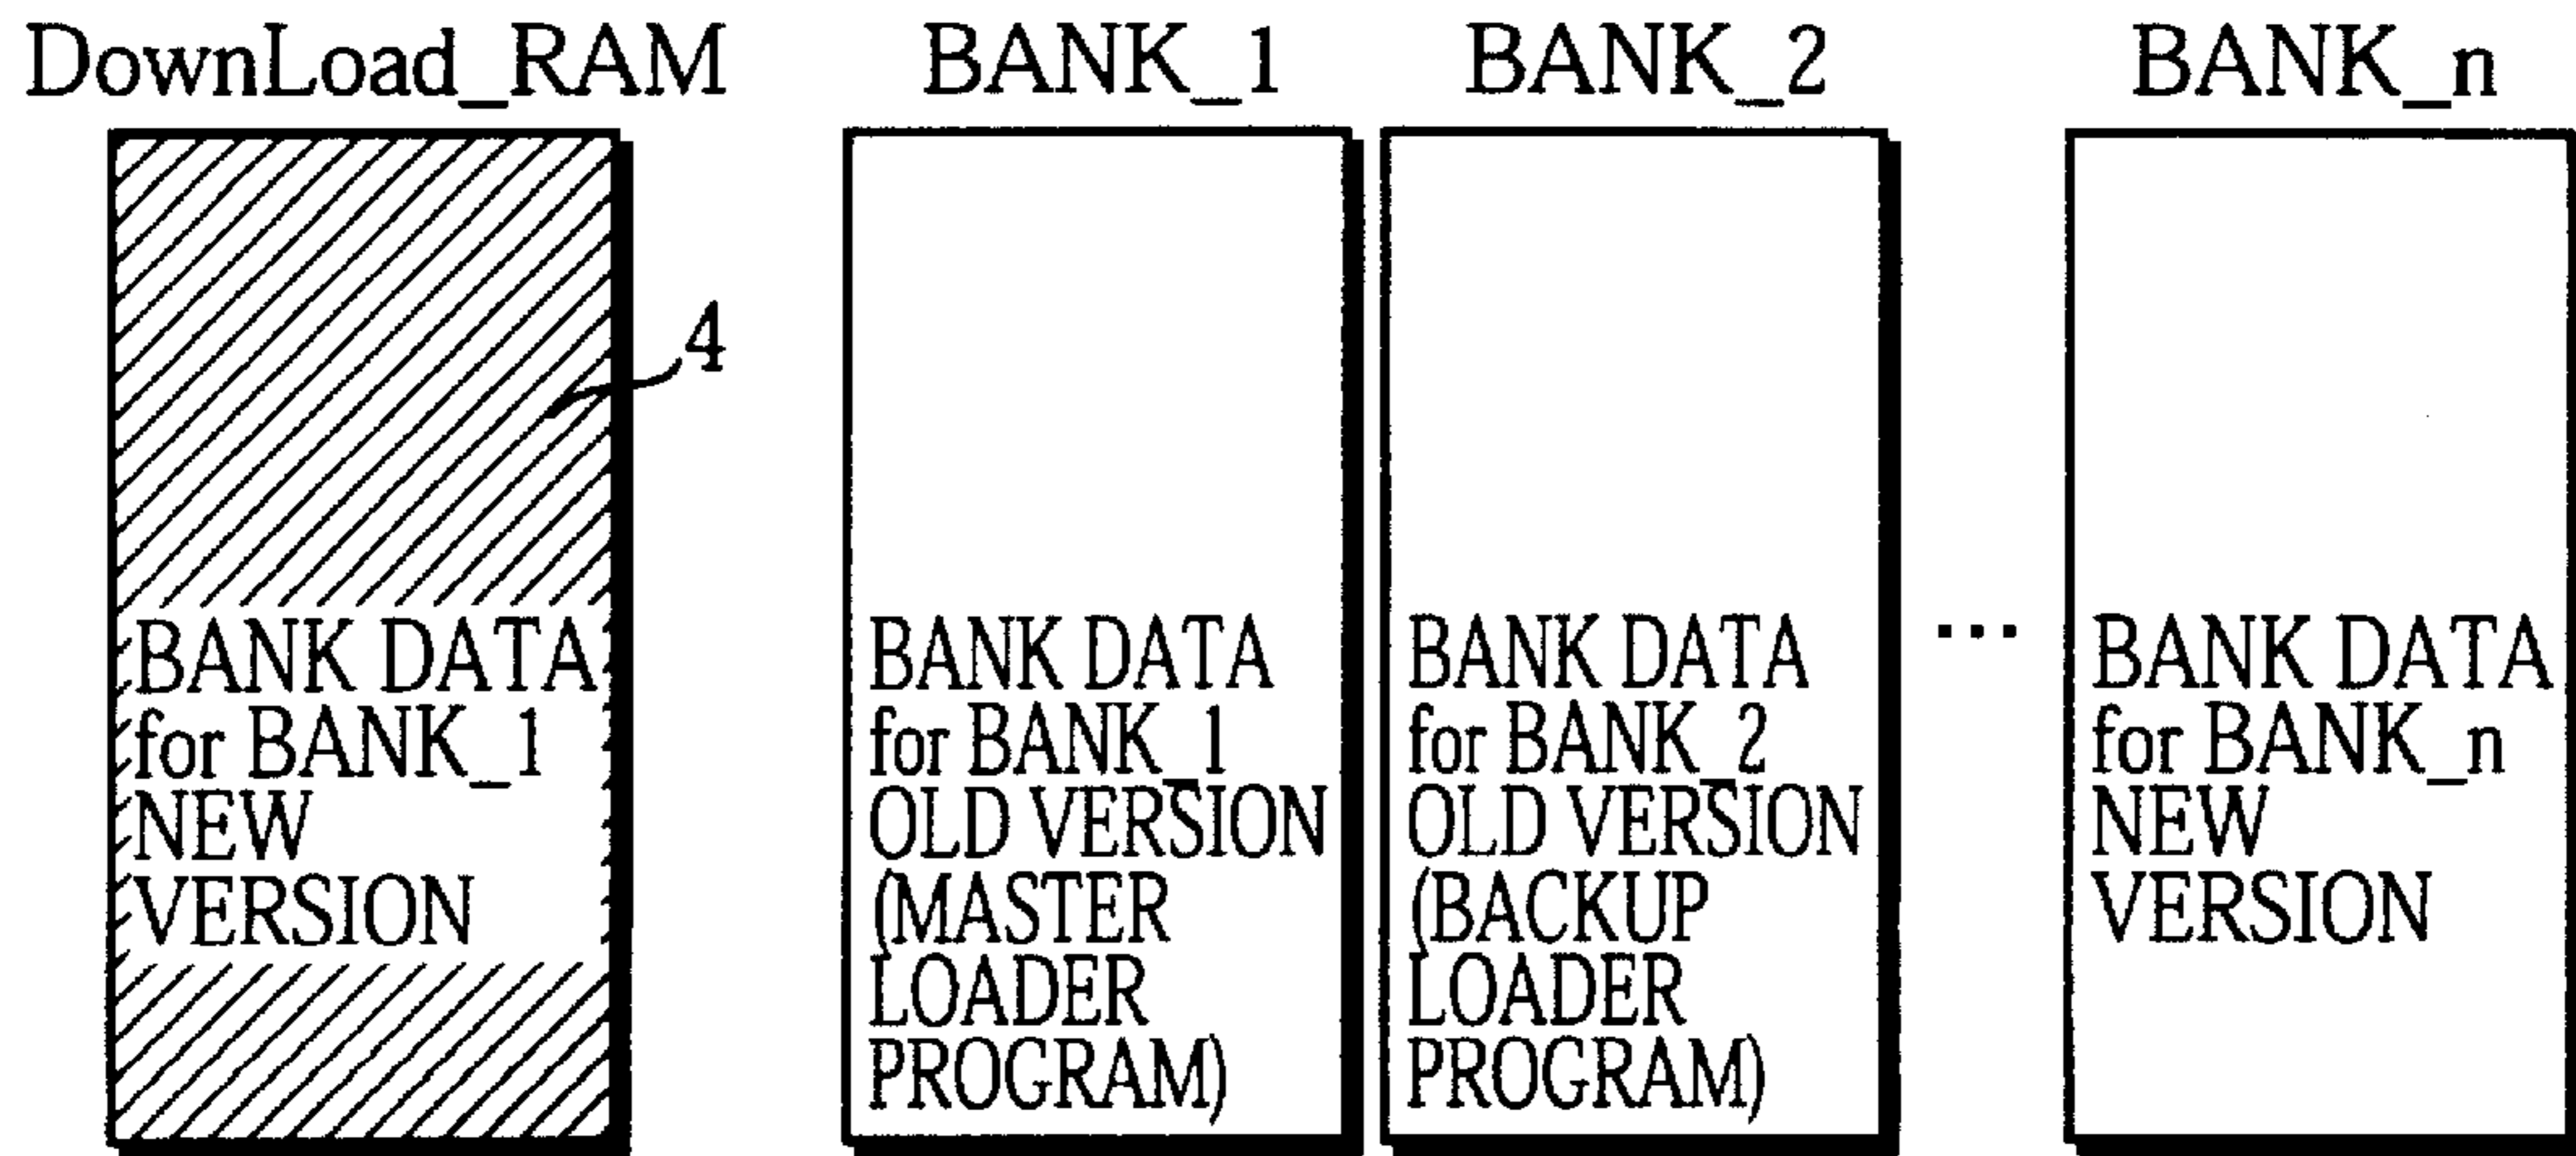 DownLoad_RAM
BANK DATA
for BANK_1
NEW
VERSION
4
BANK_1
BANK DATA
for BANK_1
OLD VERSION
(MASTER
LOADER
PROGRAM)
BANK_2
BANK DATA
for BANK_2
OLD VERSION
(BACKUP
LOADER
PROGRAM)
...
BANK_n
BANK DATA
for BANK_n
NEW
VERSION